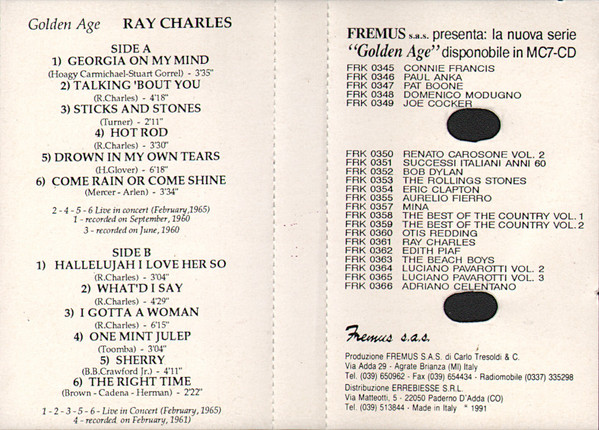 Golden Age RAY CHARLES
SIDE A
1) GEORGIA ON MY MIND
(Hoagy Carmichael-Stuart Gorrel) - 3'35"
2) TALKING 'BOUT YOU
(R.Charles) - 4'18"
3) STICKS AND STONES
(Turner) - 2'11"
4) HOT ROD
(R.Charles) - 3'30"
5) DROWN IN MY OWN TEARS
(H.Glover) - 6'18"
6) COME RAIN OR COME SHINE
(Mercer - Arlen) - 3'34"
2 - 4 - 5 - 6 Live in concert (February,1965)
1 - recorded on September, 1960
3 - recorded on June, 1960
SIDE B
1) HALLELUJAH I LOVE HER SO
(R.Charles) - 3'04"
2) WHAT'D I SAY
(R.Charles) - 4'29"
3) I GOTTA A WOMAN
(R.Charles) - 6'15"
4) ONE MINT JULEP
(Toomba) - 3'04"
5) SHERRY
(B.B.Crawford Jr.) - 4'11"
6) THE RIGHT TIME
(Brown - Cadena - Herman) - 2'22"
1 - 2 - 3 - 5 - 6 - Live in Concert (February, 1965)
4 - recorded on February, 1961)
FREMUS s.a.s. presenta: la nuova serie
"Golden Age" disponobile in MC7-CD
FRK 0345 CONNIE FRANCIS
FRK 0346 PAUL ANKA
FRK 0347 PAT BOONE
FRK 0348 DOMENICO MODUGNO
FRK 0349 JOE COCKER
FRK 0350 RENATO CAROSONE VOL. 2
FRK 0351 SUCCESSI ITALIANI ANNI 60
FRK 0352 BOB DYLAN
FRK 0353 THE ROLLINGS STONES
FRK 0354 ERIC CLAPTON
FRK 0355 AURELIO FIERRO
FRK 0357 MINA
FRK 0358 THE BEST OF THE COUNTRY VOL. 1
FRK 0359 THE BEST OF THE COUNTRY VOL. 2
FRK 0360 OTIS REDDING
FRK 0361 RAY CHARLES
FRK 0362 EDITH PIAF
FRK 0363 THE BEACH BOYS
FRK 0364 LUCIANO PAVAROTTI VOL. 2
FRK 0365 LUCIANO PAVAROTTI VOL. 3
FRK 0366 ADRIANO CELENTANO
Fremus s.a.s.
Produzione FREMUS S.A.S. di Carlo Tresoldi & C.
Via Adda 29 - Agrate Brianza (MI) Italy
Tel. (039) 650962 - Fax (039) 654434 - Radiomobile (0337) 335298
Distribuzione ERREBIESSE S.R.L.
Via Matteotti, 5 - 22050 Paderno D'Adda (CO)
Tel. (039) 513844 - Made in Italy ° 1991